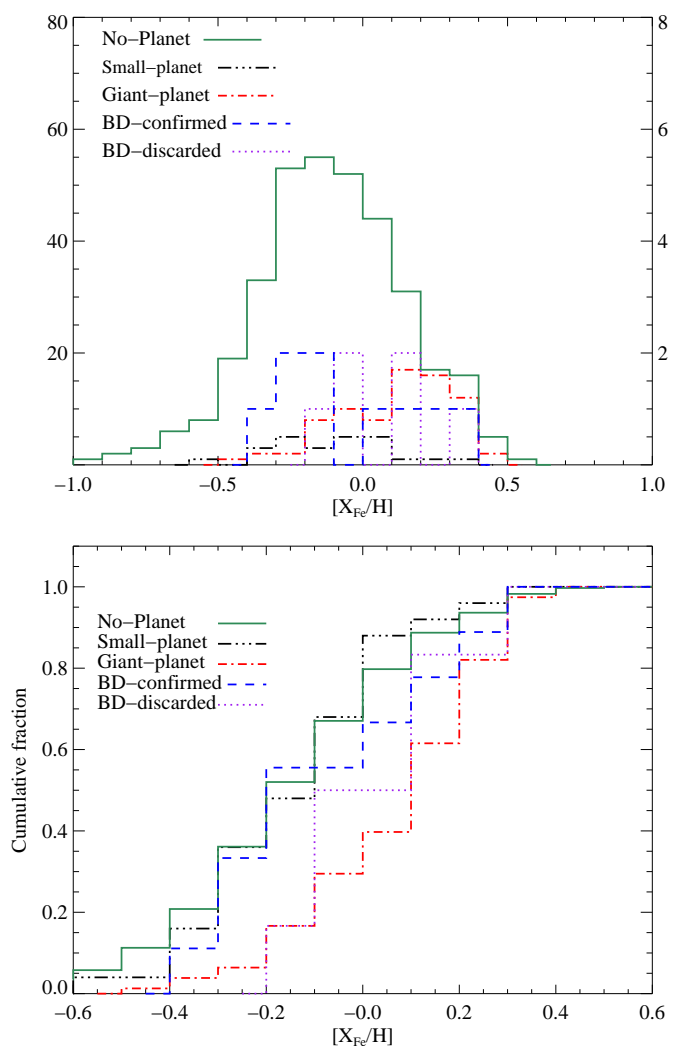 80
8
No−Planet
Small−planet
Giant−planet
60
6
BD−confirmed
BD−discarded
40
4
20
2
−1.0
−0.5
0.0
0.5
1.0
[X_Fe/H]
1.0
No−Planet
Small−planet
Giant−planet
0.8
BD−confirmed
BD−discarded
0.6
Cumulative fraction
0.4
0.2
0.0
−0.6
−0.4
−0.2
−0.0
0.2
0.4
0.6
[X_Fe/H]